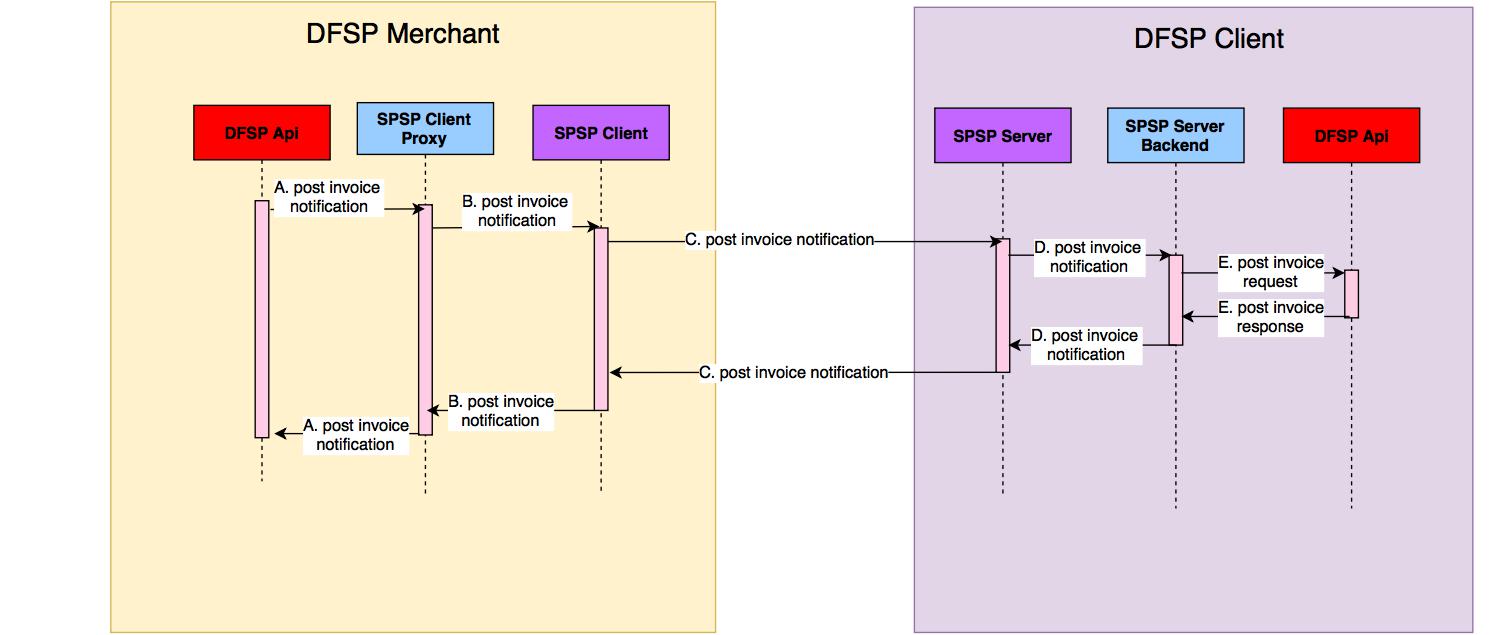 DFSP Merchant
DFSP Client
DFSP Api
SPSP Client
Proxy
SPSP Client
SPSP Server
SPSP Server
Backend
DFSP Api
A. post invoice
notification
B. post invoice
notification
C. post invoice notification
D. post invoice
notification
E. post invoice
request
E. post invoice
response
D. post invoice
notification
C. post invoice notification
B. post invoice
notification
A. post invoice
notification